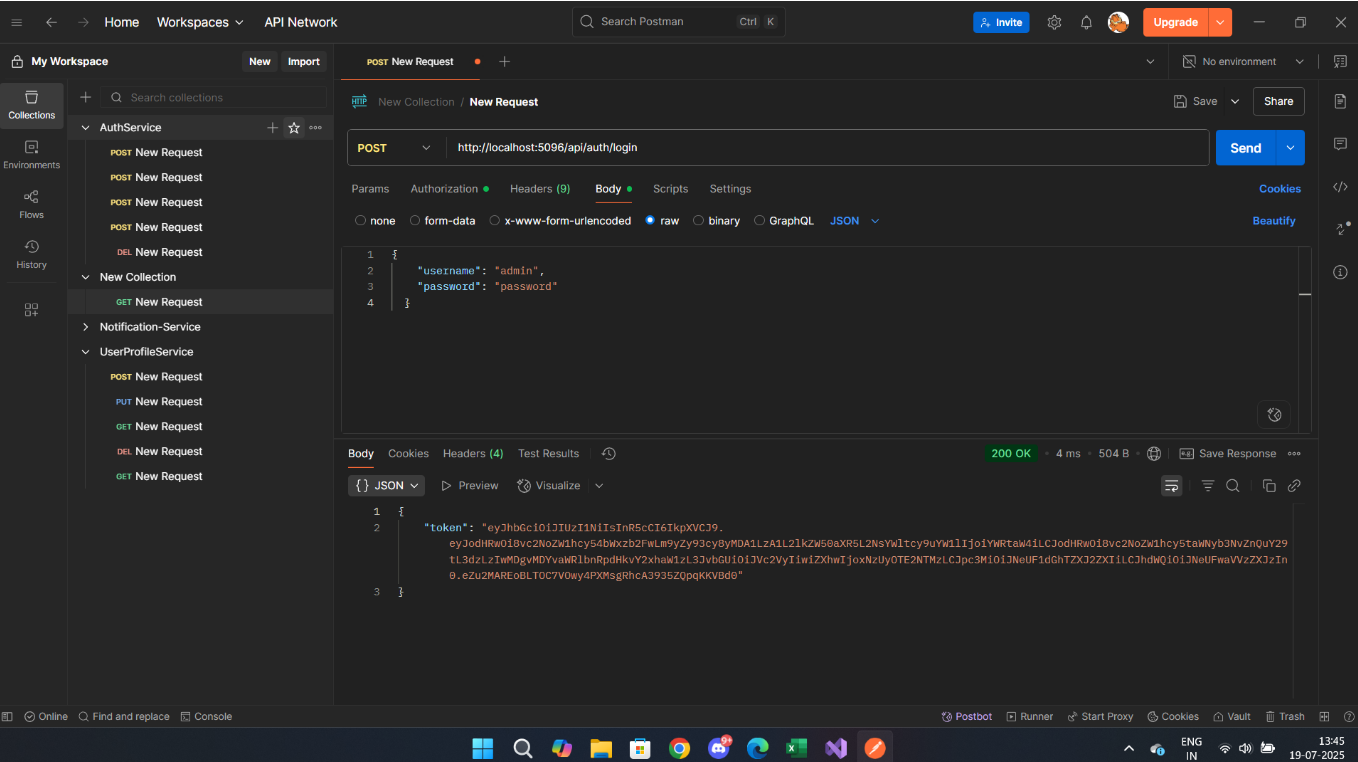 Home Workspaces API Network Search Postman Ctrl K Invite Upgrade
My Workspace New Import POST New Request No environment
Collections
Environments
Flows
History
Search collections
AuthService
POST New Request
POST New Request
POST New Request
POST New Request
DEL New Request
New Collection
GET New Request
Notification-Service
UserProfileService
POST New Request
PUT New Request
GET New Request
DEL New Request
GET New Request
HTTP New Collection / New Request Save Share
POST http://localhost:5096/api/auth/login Send
Params Authorization Headers (9) Body Scripts Settings Cookies
none form-data x-www-form-urlencoded raw binary GraphQL JSON Beautify
1 {
2 "username": "admin",
3 "password": "password"
4 }
Body Cookies Headers (4) Test Results 200 OK 4 ms 504 B Save Response
{} JSON Preview Visualize
1 {
2 "token": "eyJhbGciOiJIUzI1NiIsInR5cCI6IkpXVCJ9.
eyJodHRwOi8vc2NoZW1hcy54bWxzb2FwLm9yZy93cy8yMDA1LzA1L2lkZW50aXR5L2NsYWltcy9uYW1lIjoiYWRtaW4iLCJodHRwOi8vc2NoZW1hcy5taWNyb3NvZnQuY29
tL3dzLzIwMDgvMDYvaWRlbnRpdHkvY2xhaW1zL3JvbGUiOiJVc2VyIiwiZXhwIjoxNzUyOTE2NTMzLCJpc3MiOiJNeUF1dGhTZXJ2ZXIiLCJhdWQiOiJNeUFwaVVzZXJzIn
0.eZu2MAREoBLTOC7VOwy4PXMsgRhcA3935ZQpqKKVBd0"
3 }
Online Find and replace Console Postbot Runner Start Proxy Cookies Vault Trash
9+
ENG
IN
13:45
19-07-2025